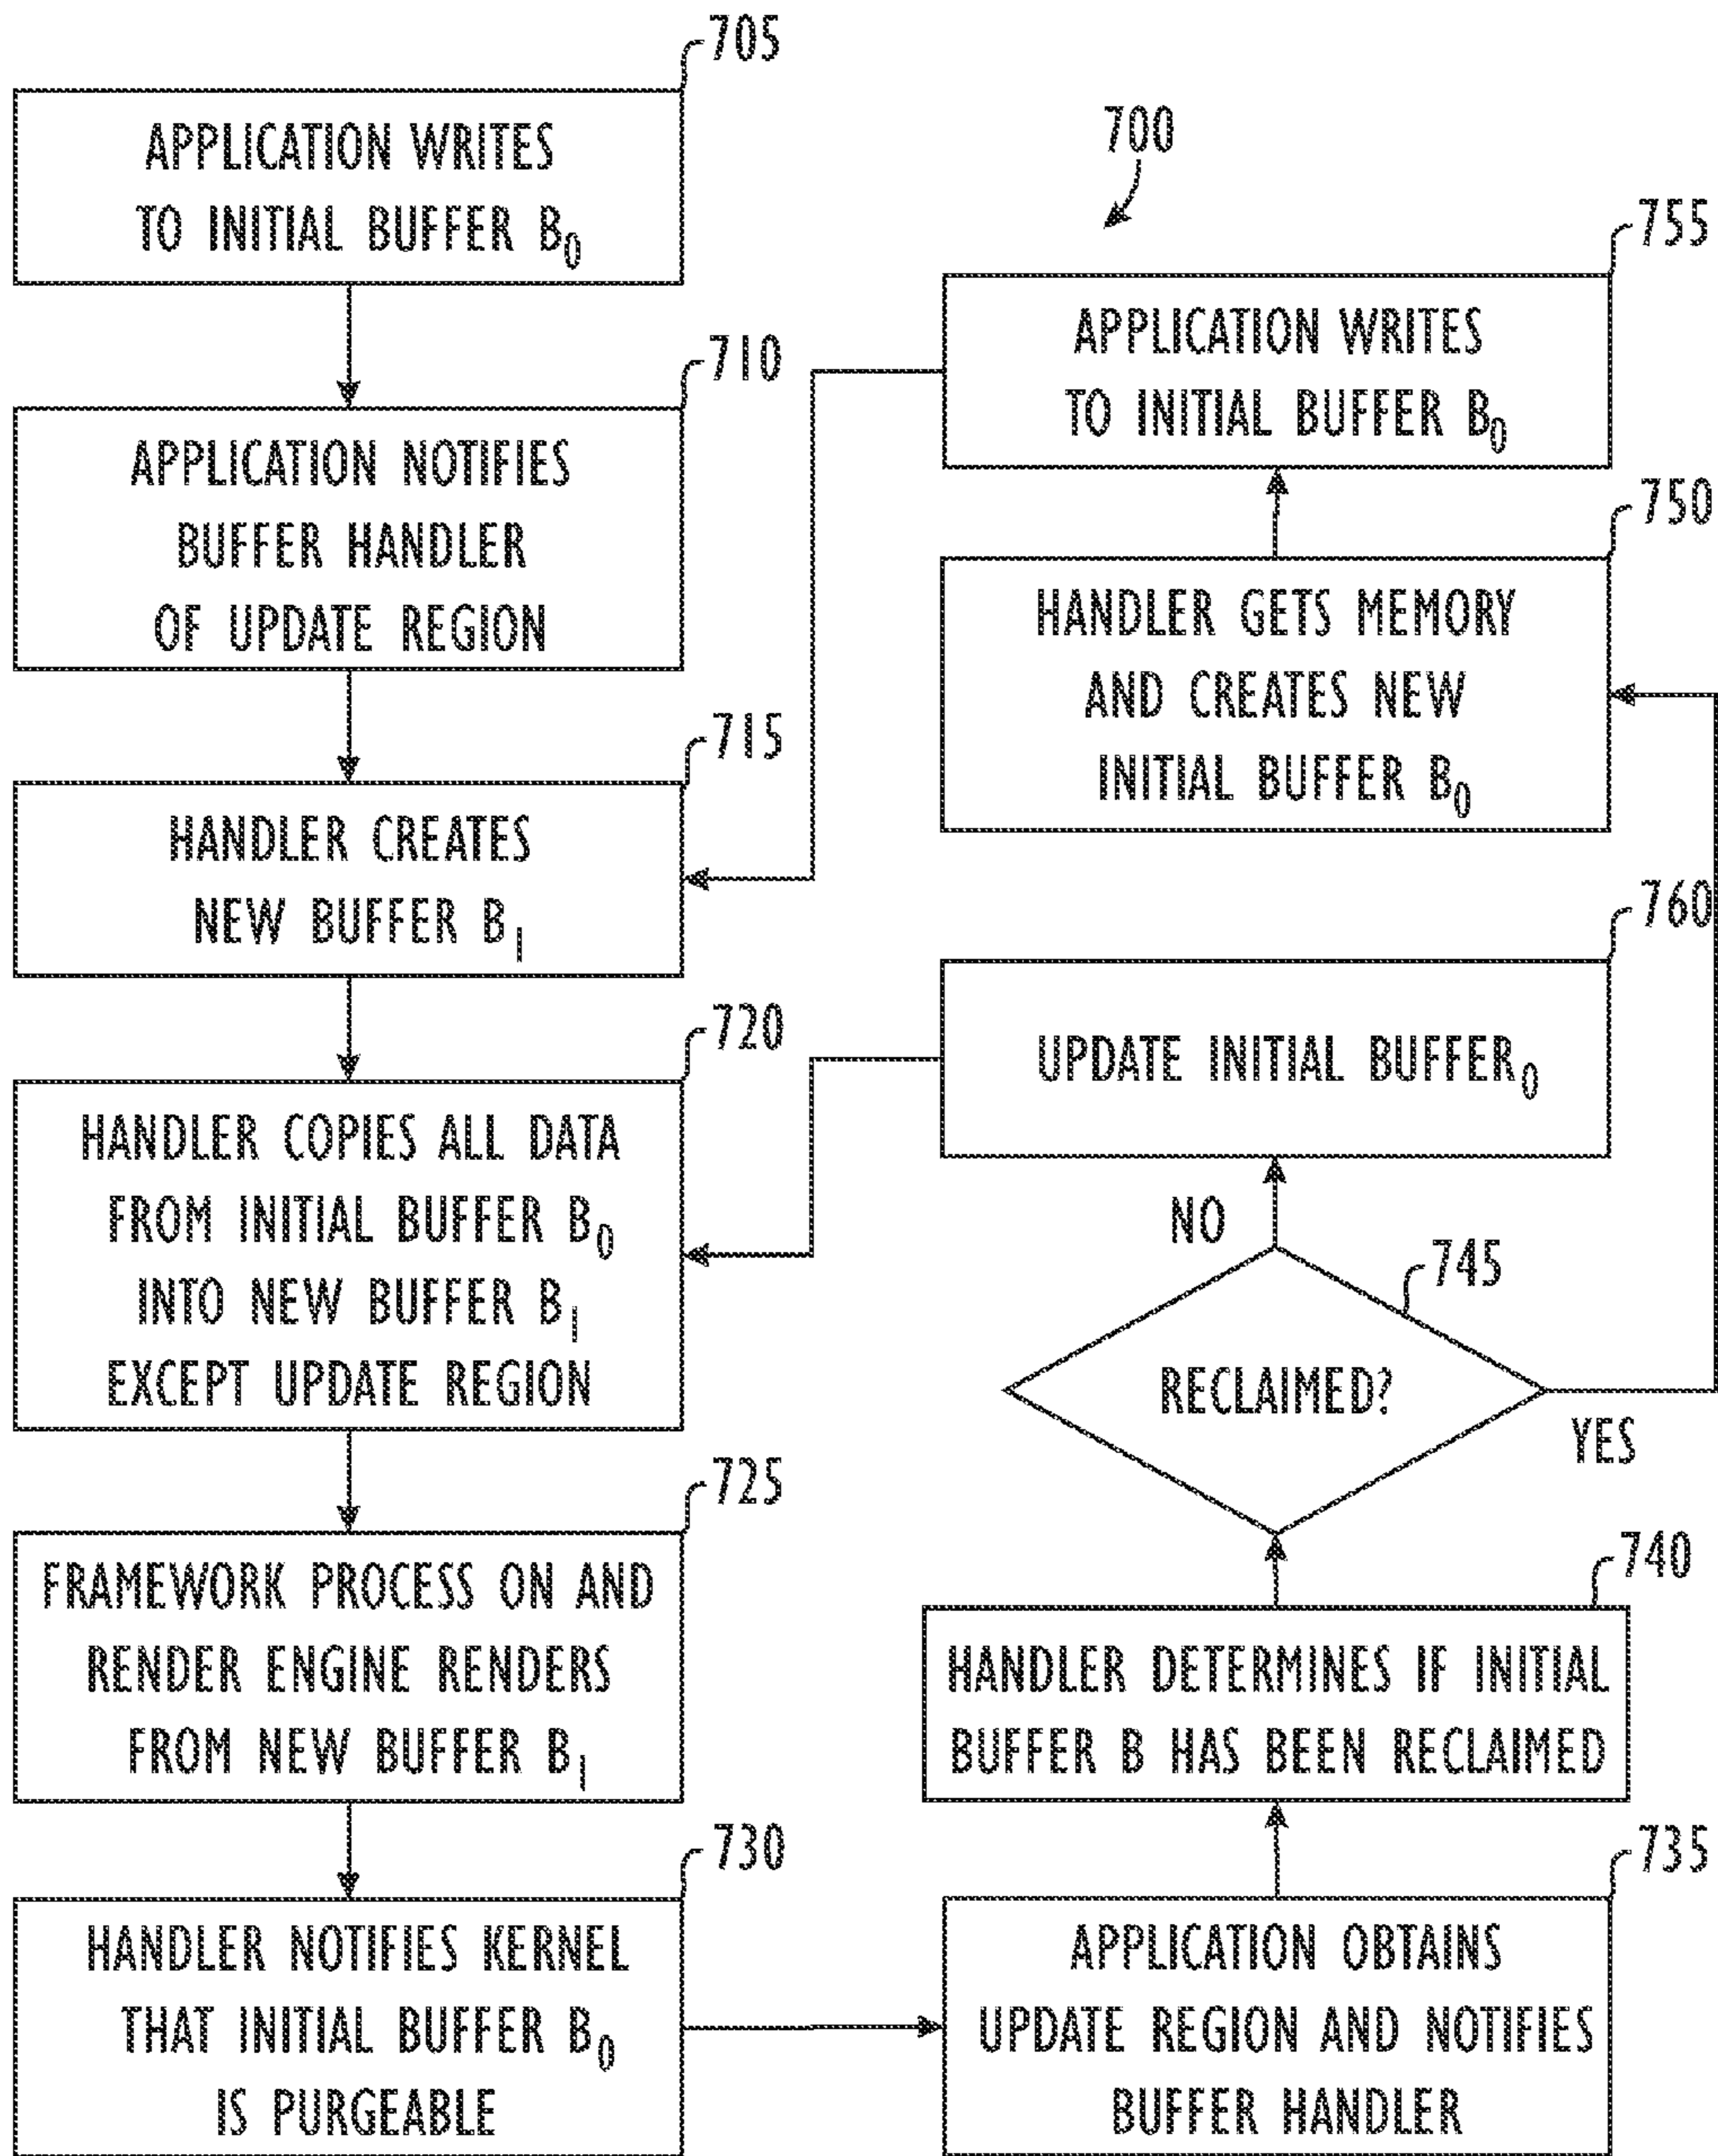 705
APPLICATION WRITES
TO INITIAL BUFFER B0
710
APPLICATION NOTIFIES
BUFFER HANDLER
OF UPDATE REGION
715
HANDLER CREATES
NEW BUFFER B1
720
HANDLER COPIES ALL DATA
FROM INITIAL BUFFER B0
INTO NEW BUFFER B1
EXCEPT UPDATE REGION
725
FRAMEWORK PROCESS ON AND
RENDER ENGINE RENDERS
FROM NEW BUFFER B1
730
HANDLER NOTIFIES KERNEL
THAT INITIAL BUFFER B0
IS PURGEABLE
700
755
APPLICATION WRITES
TO INITIAL BUFFER B0
750
HANDLER GETS MEMORY
AND CREATES NEW
INITIAL BUFFER B0
760
UPDATE INITIAL BUFFER0
NO
745
RECLAIMED?
YES
740
HANDLER DETERMINES IF INITIAL
BUFFER B HAS BEEN RECLAIMED
735
APPLICATION OBTAINS
UPDATE REGION AND NOTIFIES
BUFFER HANDLER